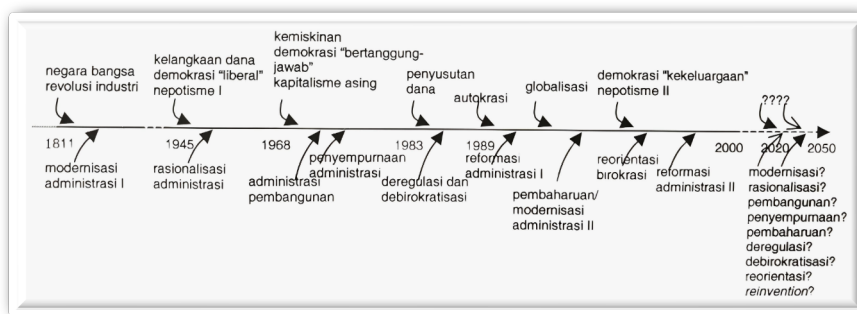 negara bangsa
revolusi industri
kelangkaan dana
demokrasi "liberal"
nepotisme I
kemiskinan
demokrasi "bertanggung-
jawab"
kapitalisme asing
penyusutan
dana
autokrasi
globalisasi
demokrasi "kekeluargaan"
nepotisme II
????
1811
1945
1968
1983
1989
2000
2020
2050
modernisasi
administrasi I
rasionalisasi
administrasi
administrasi
pembangunan
penyempurnaan
administrasi
deregulasi dan
debirokratisasi
reformasi
administrasi I
pembaharuan/
modernisasi
administrasi II
reorientasi
birokrasi
reformasi
administrasi II
modernisasi?
rasionalisasi?
pembangunan?
penyempurnaan?
pembaharuan?
deregulasi?
debirokratisasi?
reorientasi?
reinvention?